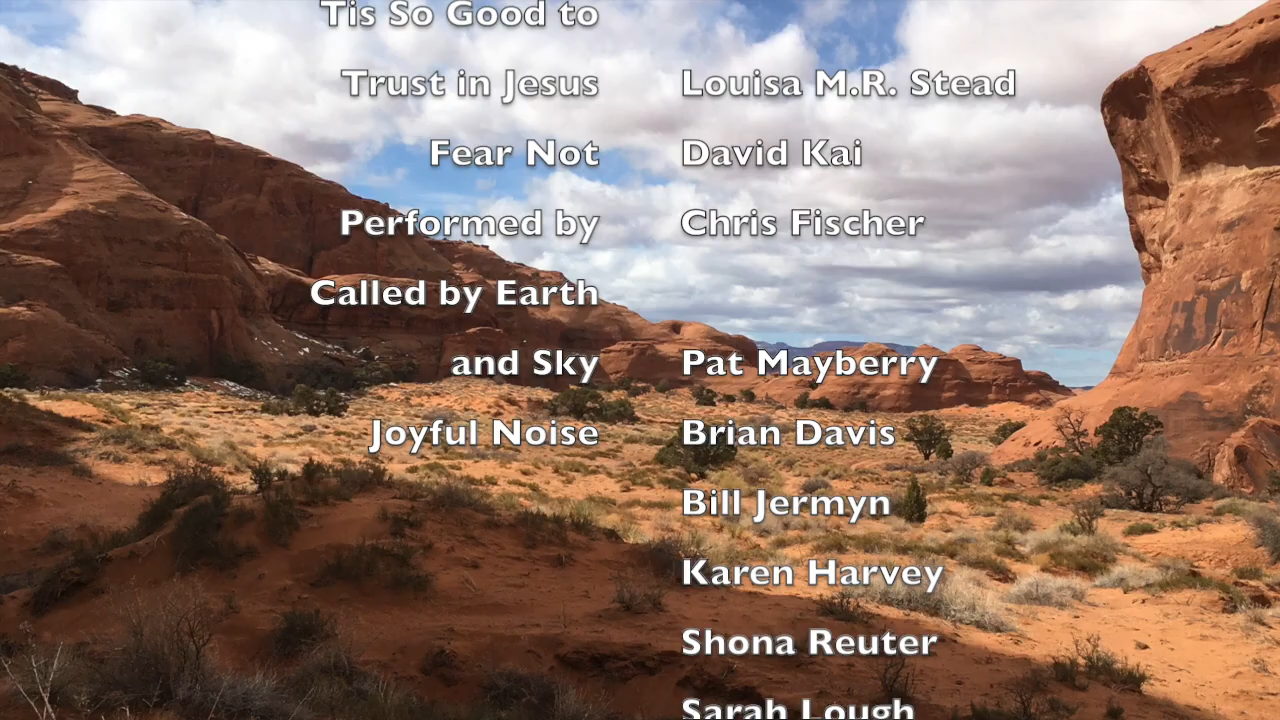 Tis So Good to
Trust in Jesus Louisa M.R. Stead
Fear Not David Kai
Performed by Chris Fischer
Called by Earth
and Sky Pat Mayberry
Joyful Noise Brian Davis
Bill Jermyn
Karen Harvey
Shona Reuter
Sarah Lough